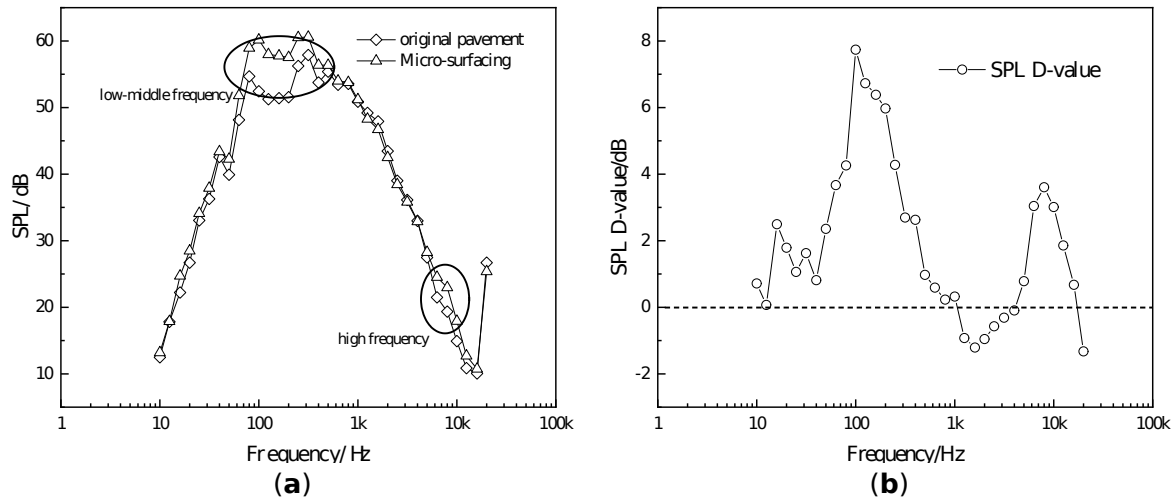 60
50
40
30
20
10
SPL/ dB
original pavement
Micro-surfacing
low-middle frequency
high frequency
1
10
100
1k
10k
100k
Frequency/Hz
(a)
8
6
4
2
0
-2
SPL D-value/dB
SPL D-value
1
10
100
1k
10k
100k
Frequency/Hz
(b)